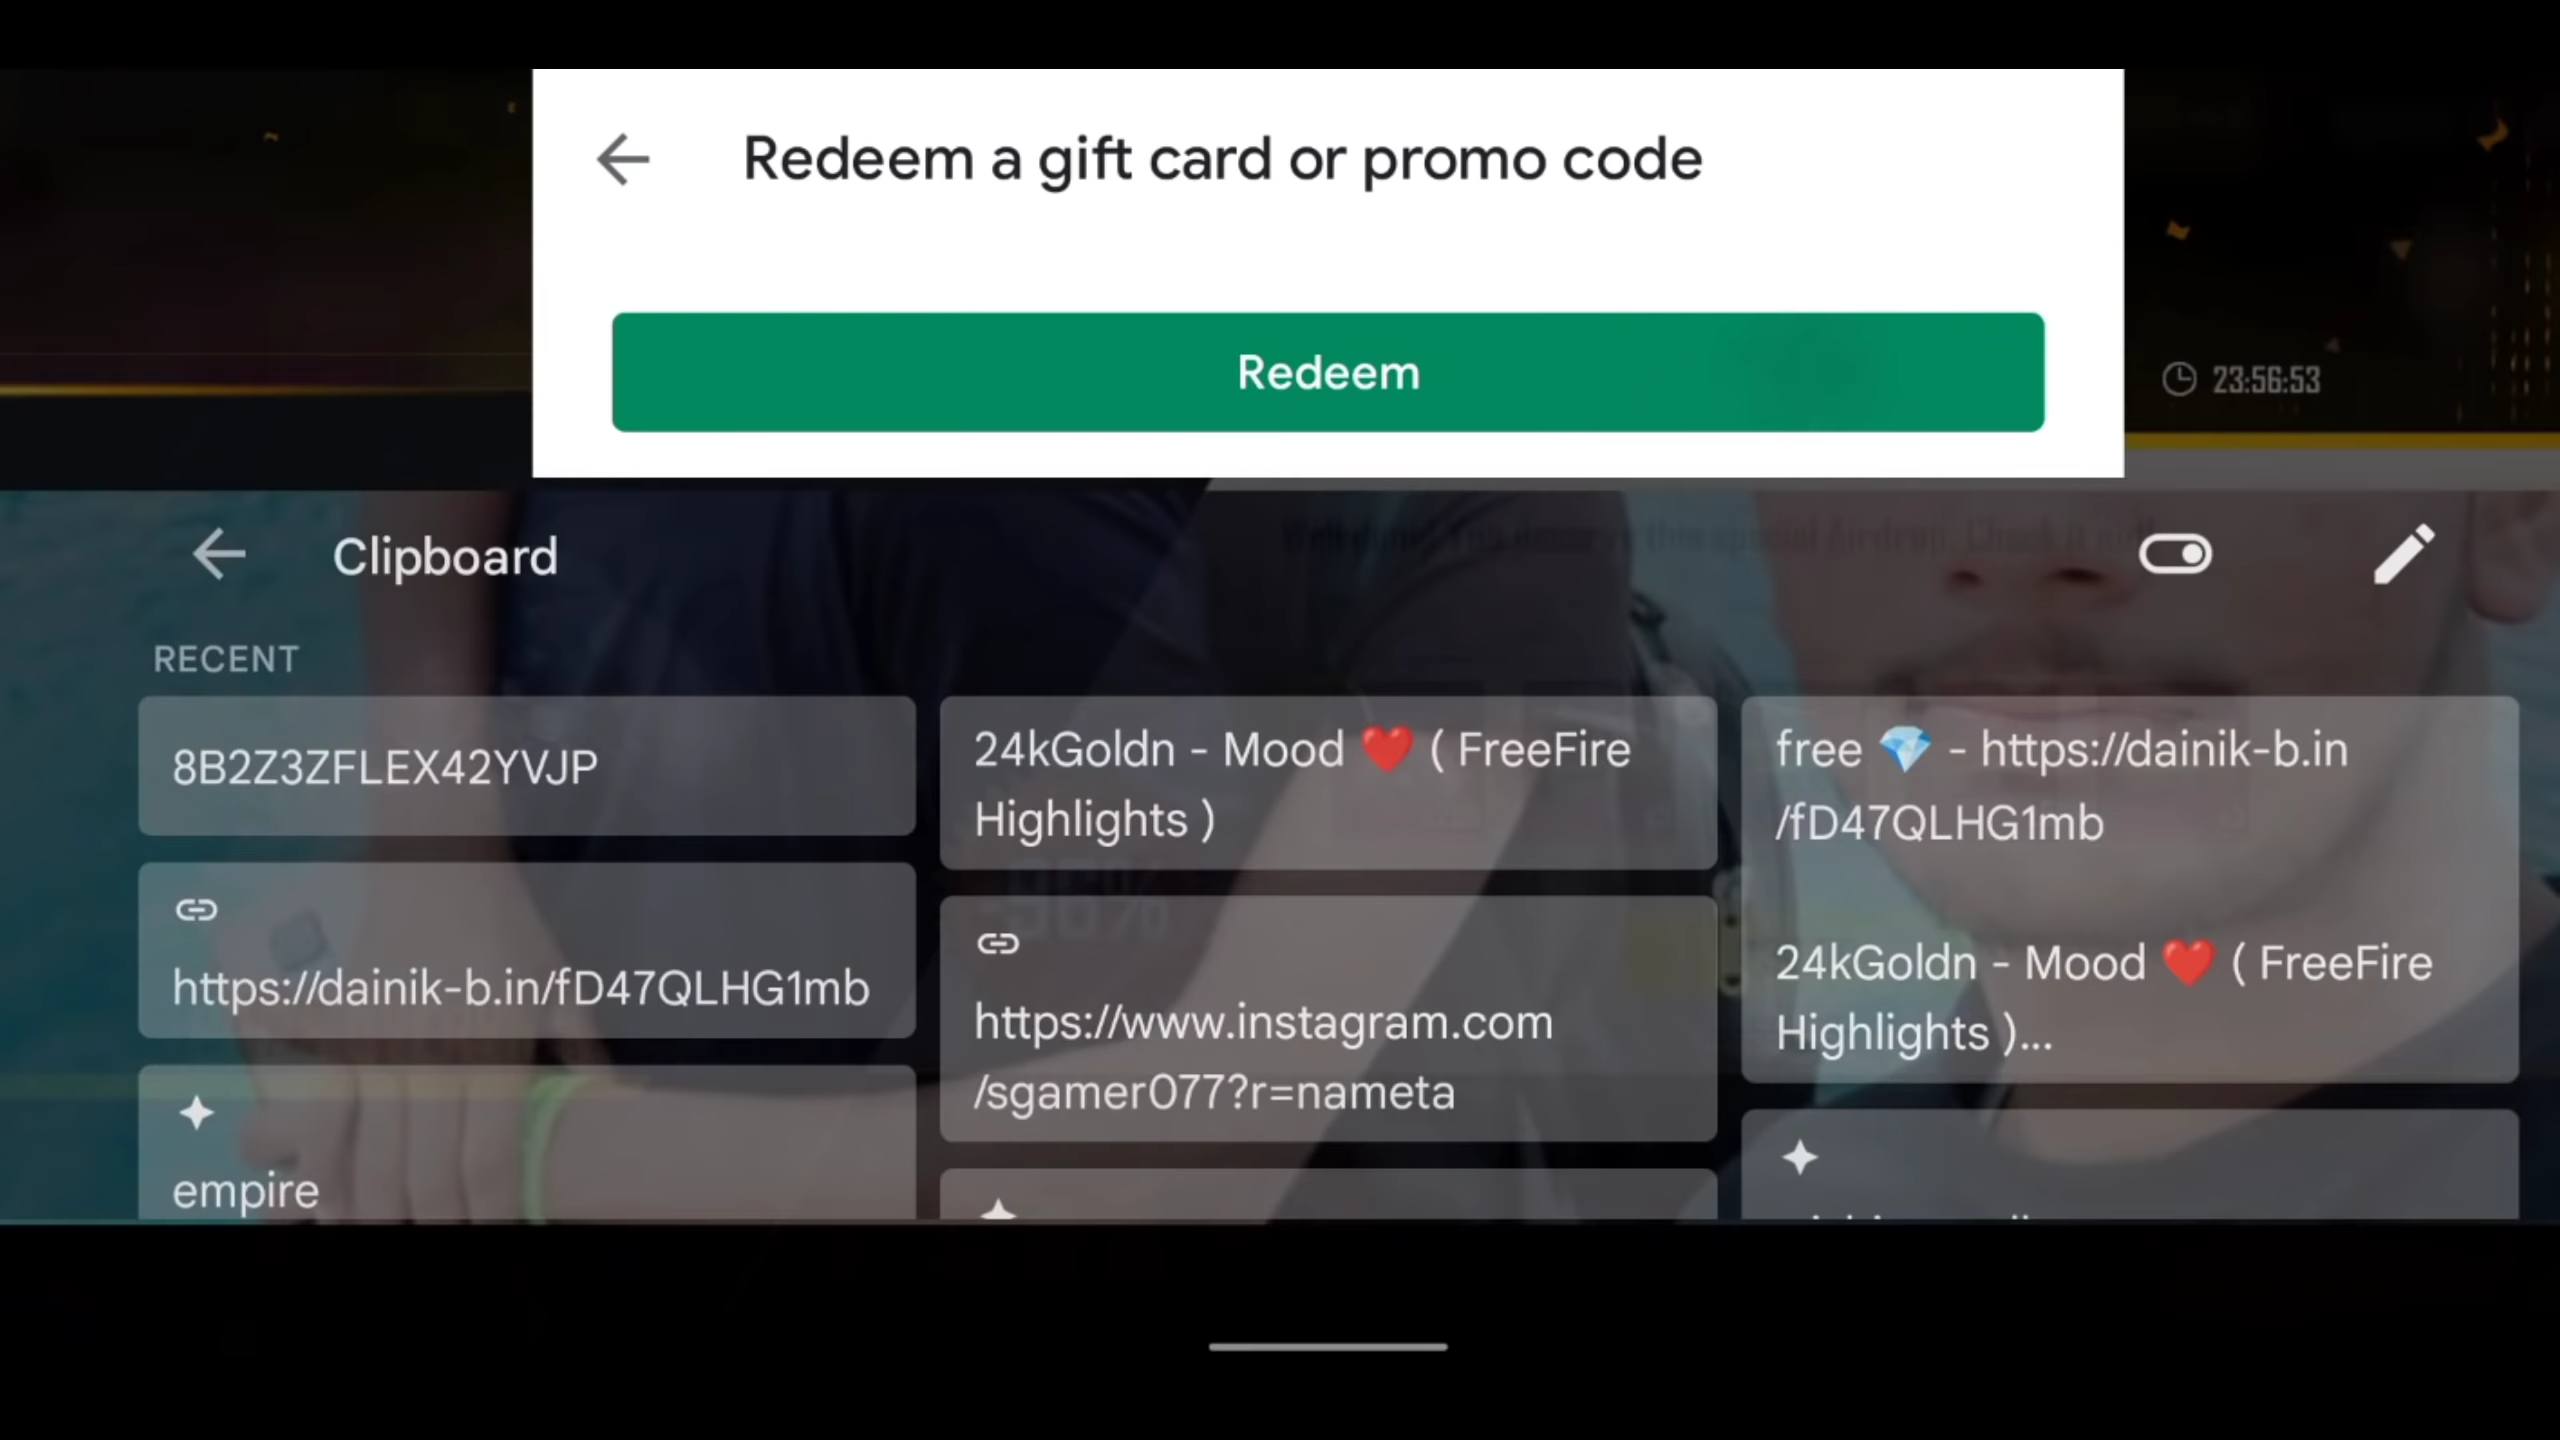 Redeem a gift card or promo code
Redeem
23:56:53
Clipboard
RECENT
8B2Z3ZFLEX42YVJP
https://dainik-b.in/fD47QLHG1mb
empire
24kGoldn - Mood ❤️ ( FreeFire
Highlights )
https://www.instagram.com
/sgamer077?r=nameta
free 💎 - https://dainik-b.in
/fD47QLHG1mb
24kGoldn - Mood ❤️ ( FreeFire
Highlights )...